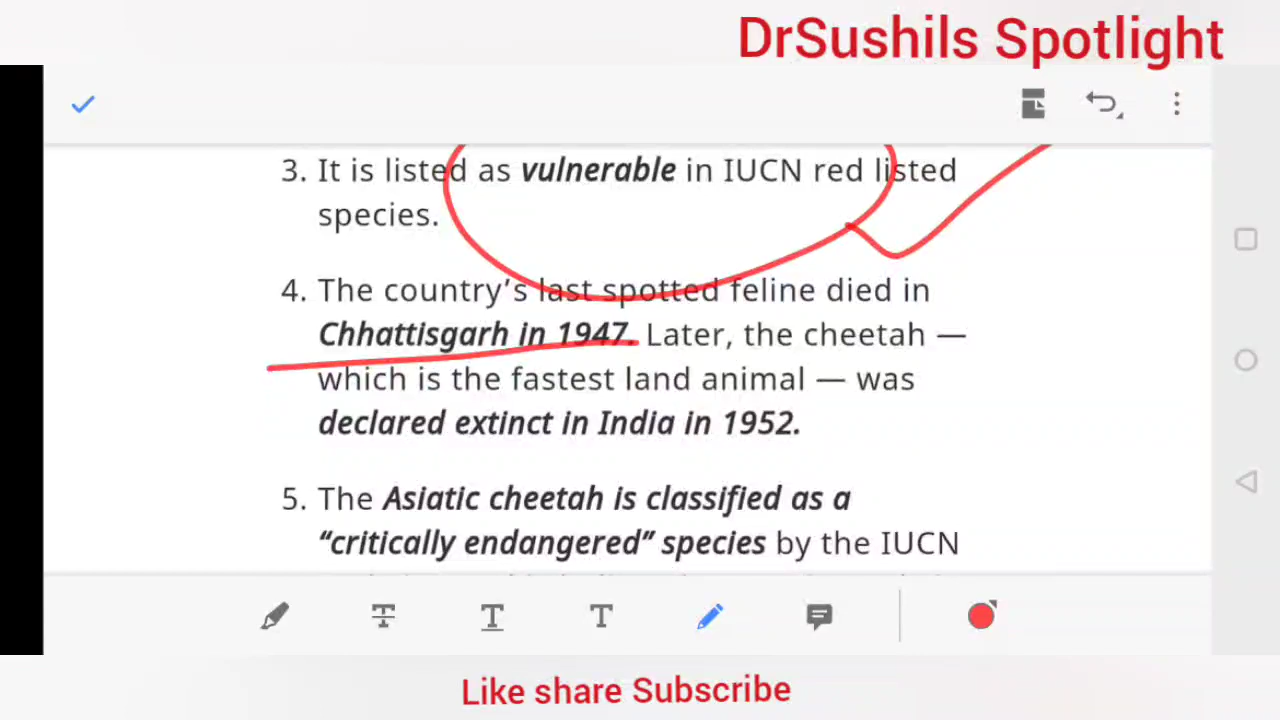 DrSushils Spotlight
3. It is listed as vulnerable in IUCN red listed
species.
4. The country’s last spotted feline died in
Chhattisgarh in 1947. Later, the cheetah —
which is the fastest land animal — was
declared extinct in India in 1952.
5. The Asiatic cheetah is classified as a
“critically endangered” species by the IUCN
T T T
Like share Subscribe